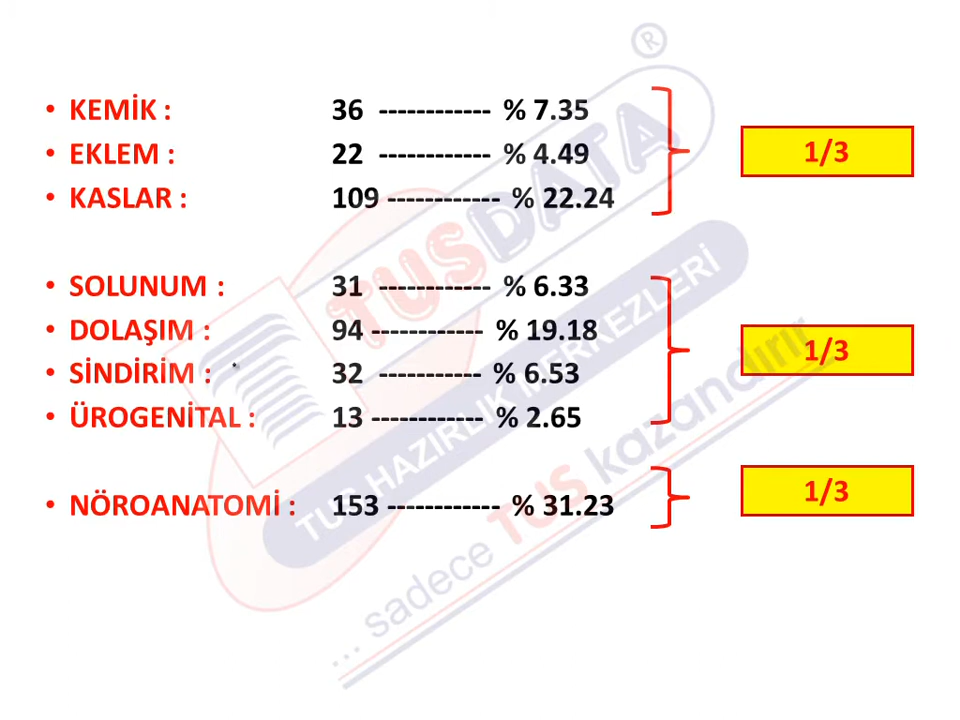 • KEMİK : 36 ------------ % 7.35
• EKLEM : 22 ------------ % 4.49
• KASLAR : 109 ------------ % 22.24
1/3
• SOLUNUM : 31 ------------ % 6.33
• DOLAŞIM : 94 ------------ % 19.18
• SİNDİRİM : 32 ----------- % 6.53
• ÜROGENİTAL : 13 ------------ % 2.65
1/3
• NÖROANATOMİ : 153 ------------ % 31.23
1/3
TUSDATA ®
TUS HAZIRLIK MERKEZLERİ
... sadece TUS kazandırır